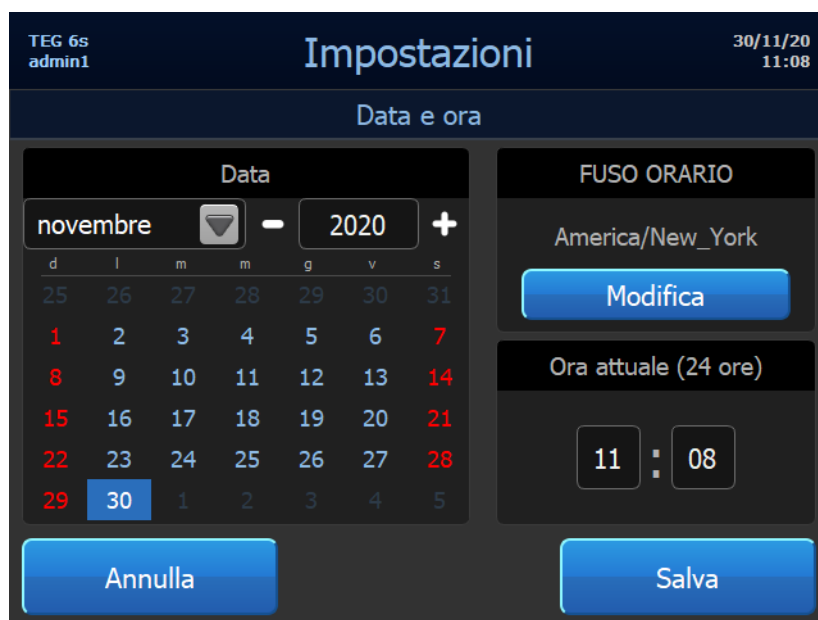 TEG 6s
admin1
Impostazioni
30/11/20
11:08
Data e ora
Data
novembre
2020
d l m m g v s
25 26 27 28 29 30 31
1 2 3 4 5 6 7
8 9 10 11 12 13 14
15 16 17 18 19 20 21
22 23 24 25 26 27 28
29 30 1 2 3 4 5
FUSO ORARIO
America/New_York
Modifica
Ora attuale (24 ore)
11 : 08
Annulla
Salva